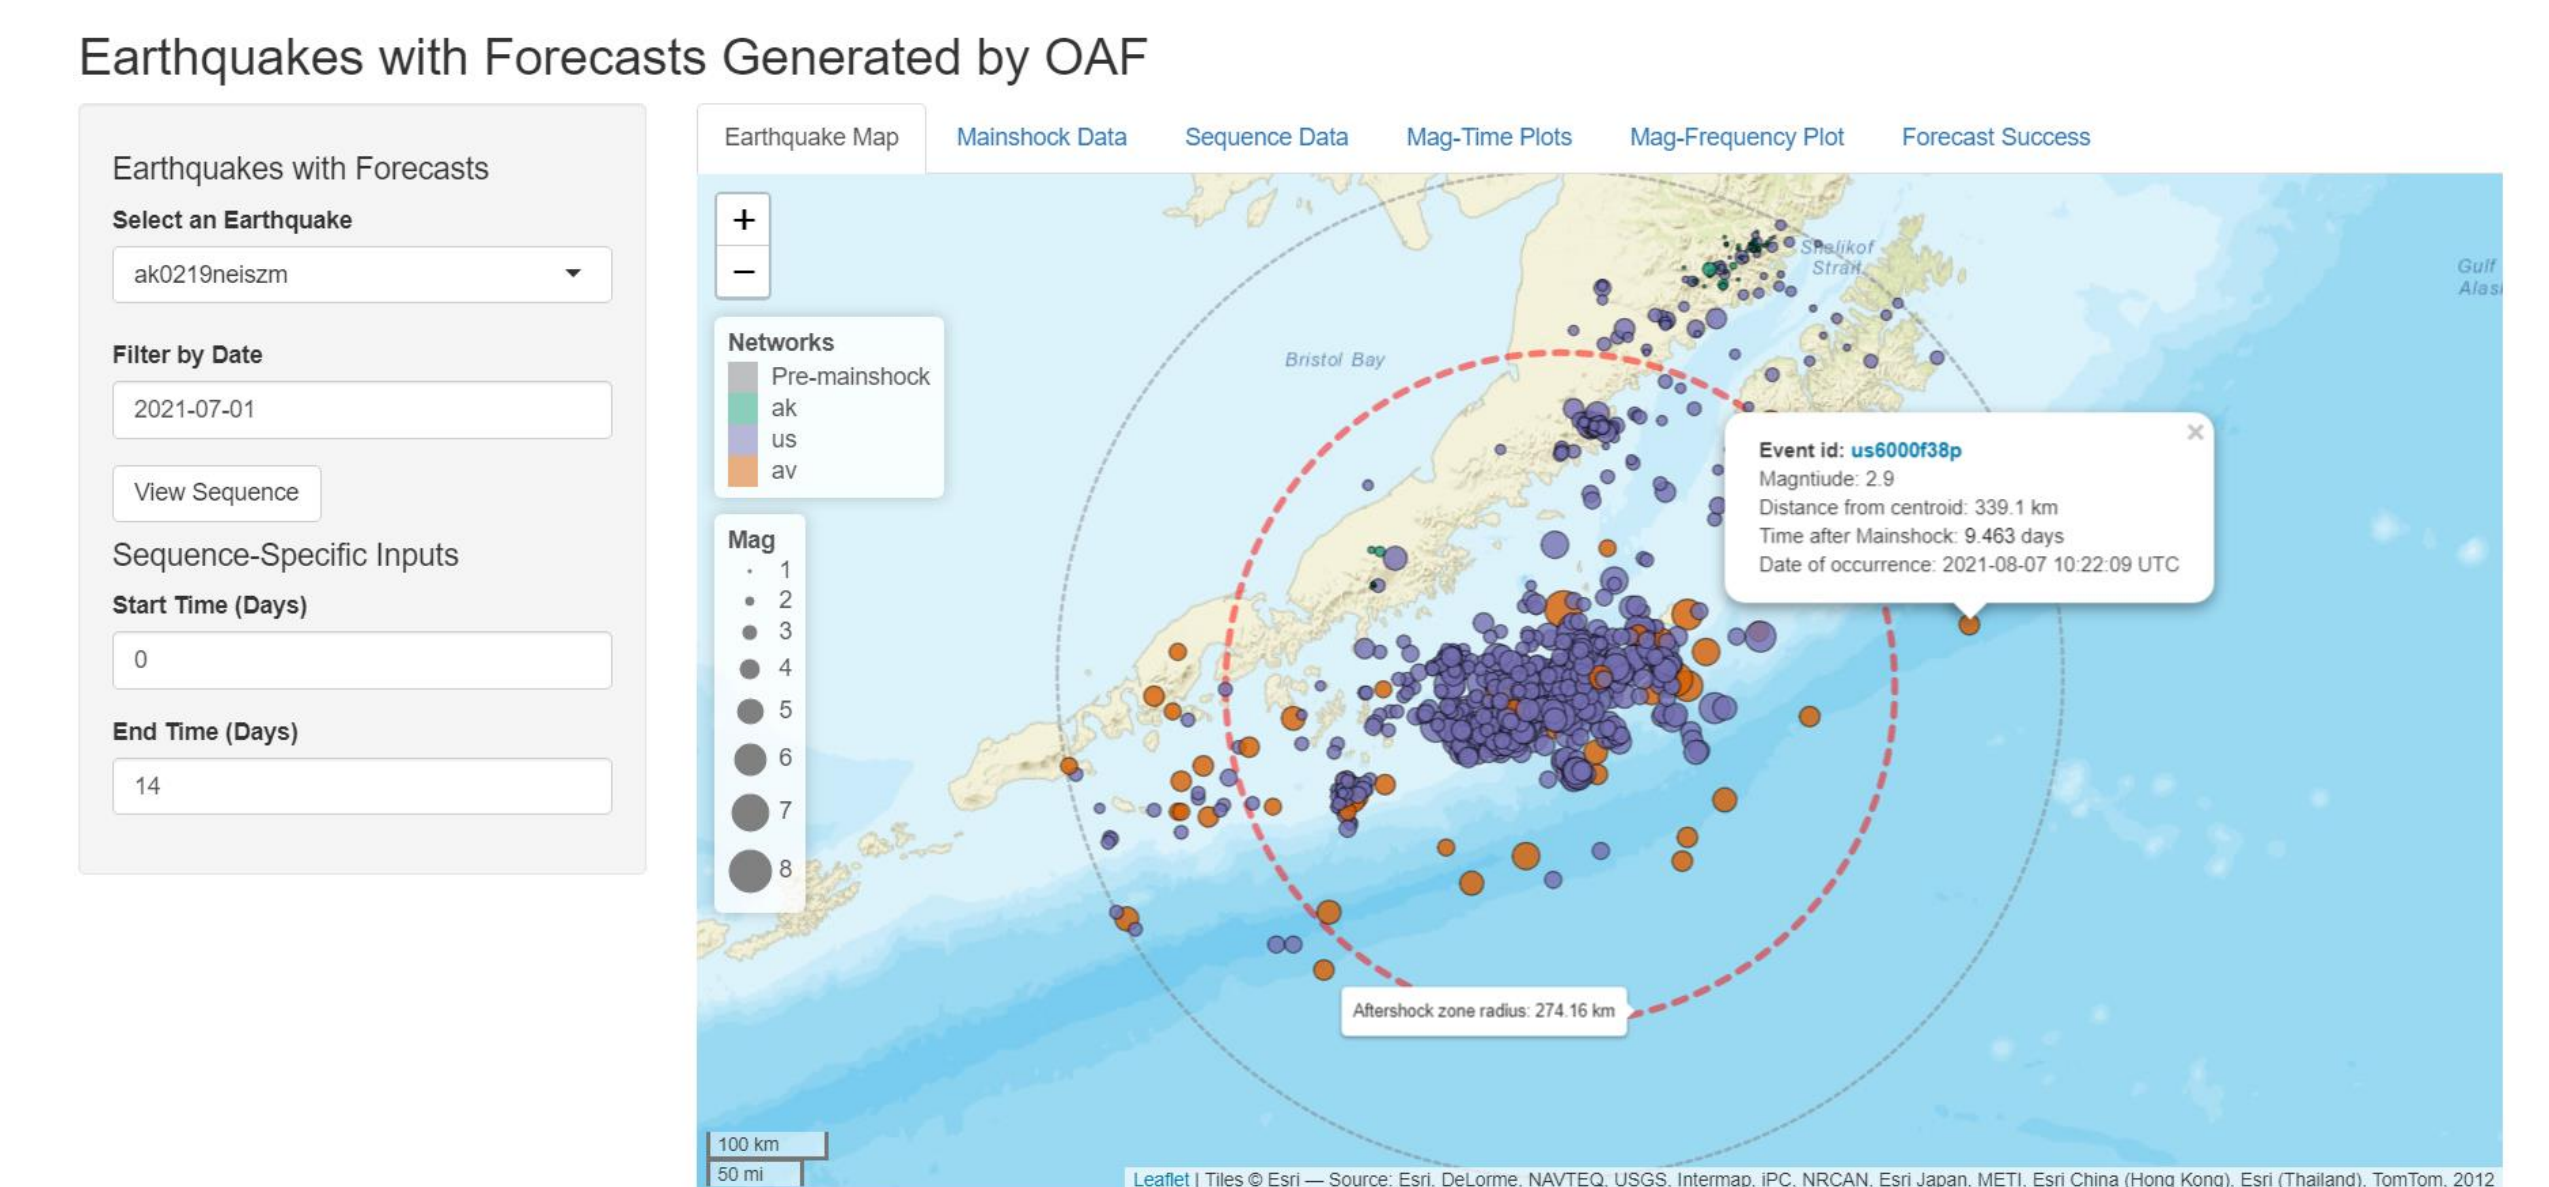 Earthquakes with Forecasts Generated by OAF
Earthquakes with Forecasts
Select an Earthquake
ak0219neiszm
Filter by Date
2021-07-01
View Sequence
Sequence-Specific Inputs
Start Time (Days)
0
End Time (Days)
14
Earthquake Map
Mainshock Data
Sequence Data
Mag-Time Plots
Mag-Frequency Plot
Forecast Success
+
−
Networks
Pre-mainshock
ak
us
av
Mag
1
2
3
4
5
6
7
8
Bristol Bay
Shelikof
Strait
Gulf
Alas
Event id: us6000f38p
Magntiude: 2.9
Distance from centroid: 339.1 km
Time after Mainshock: 9.463 days
Date of occurrence: 2021-08-07 10:22:09 UTC
×
Aftershock zone radius: 274.16 km
100 km
50 mi
Leaflet | Tiles © Esri — Source: Esri, DeLorme, NAVTEQ, USGS, Intermap, iPC, NRCAN, Esri Japan, METI, Esri China (Hong Kong), Esri (Thailand), TomTom, 2012